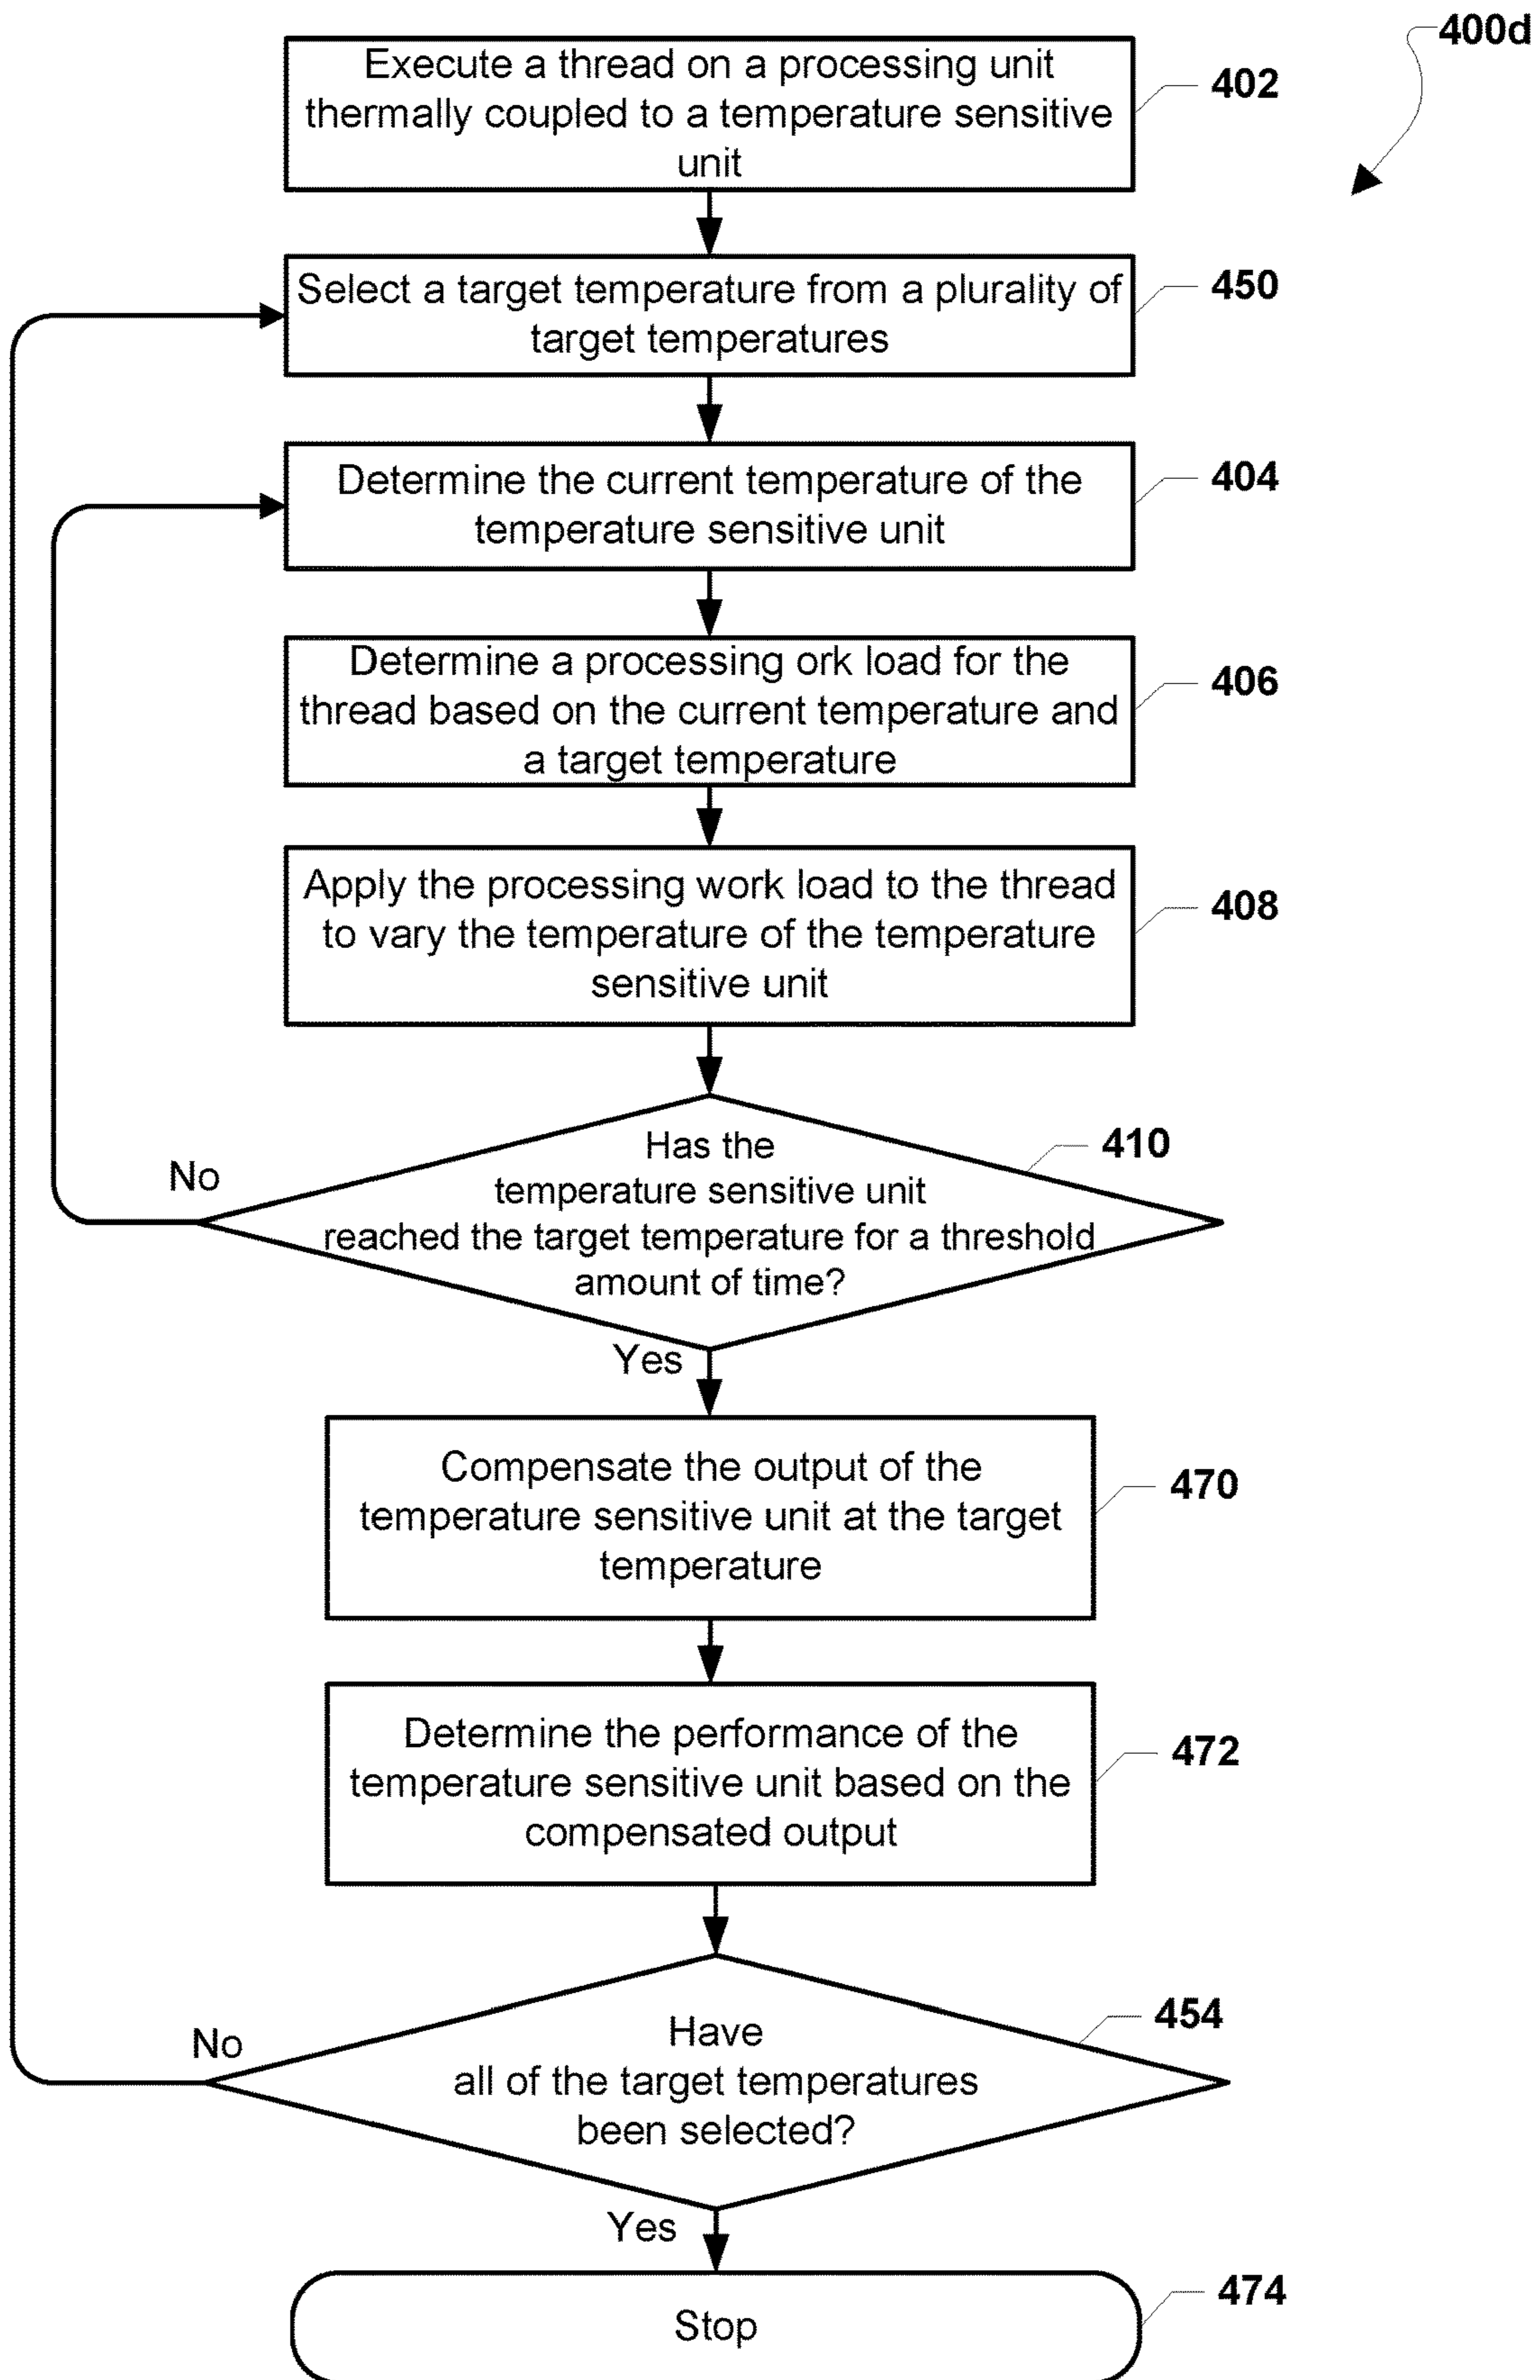 400d
Execute a thread on a processing unit
thermally coupled to a temperature sensitive
unit
402
Select a target temperature from a plurality of
target temperatures
450
Determine the current temperature of the
temperature sensitive unit
404
Determine a processing ork load for the
thread based on the current temperature and
a target temperature
406
Apply the processing work load to the thread
to vary the temperature of the temperature
sensitive unit
408
Has the
temperature sensitive unit
reached the target temperature for a threshold
amount of time?
410
No
Yes
Compensate the output of the
temperature sensitive unit at the target
temperature
470
Determine the performance of the
temperature sensitive unit based on the
compensated output
472
Have
all of the target temperatures
been selected?
454
No
Yes
Stop
474